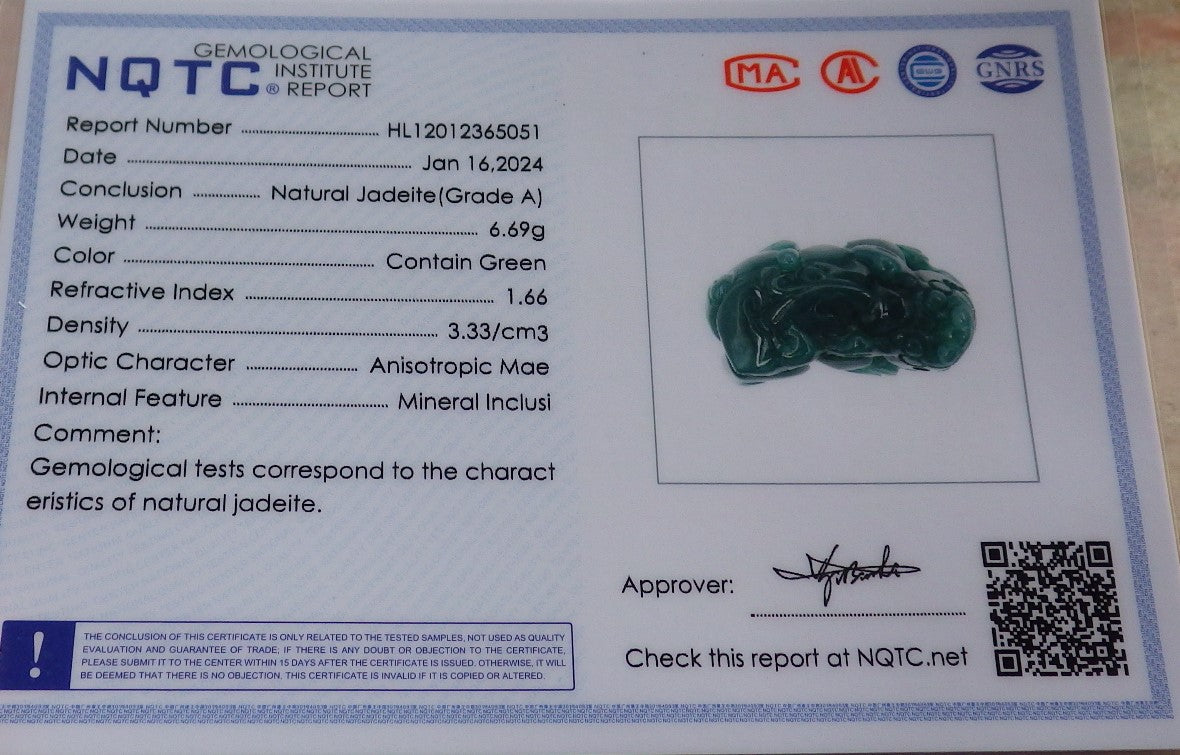 GEMOLOGICAL
NQTC® INSTITUTE
REPORT
MA
GNRS
Report Number ........ HL12012365051
Date ........ Jan 16,2024
Conclusion ........ Natural Jadeite(Grade A)
Weight ........ 6.69g
Color ........ Contain Green
Refractive Index ........ 1.66
Density ........ 3.33/cm3
Optic Character ........ Anisotropic Mae
Internal Feature ........ Mineral Inclusi
Comment:
Gemological tests correspond to the charact
eristics of natural jadeite.
Approver:
Check this report at NQTC.net
! THE CONCLUSION OF THIS CERTIFICATE IS ONLY RELATED TO THE TESTED SAMPLES, NOT USED AS QUALITY
EVALUATION AND GUARANTEE OF TRADE; IF THERE IS ANY DOUBT OR OBJECTION TO THE CERTIFICATE,
PLEASE SUBMIT IT TO THE CENTER WITHIN 15 DAYS AFTER THE CERTIFICATE IS ISSUED. OTHERWISE, IT WILL
BE DEEMED THAT THERE IS NO OBJECTION. THIS CERTIFICATE IS INVALID IF IT IS COPIED OR ALTERED.